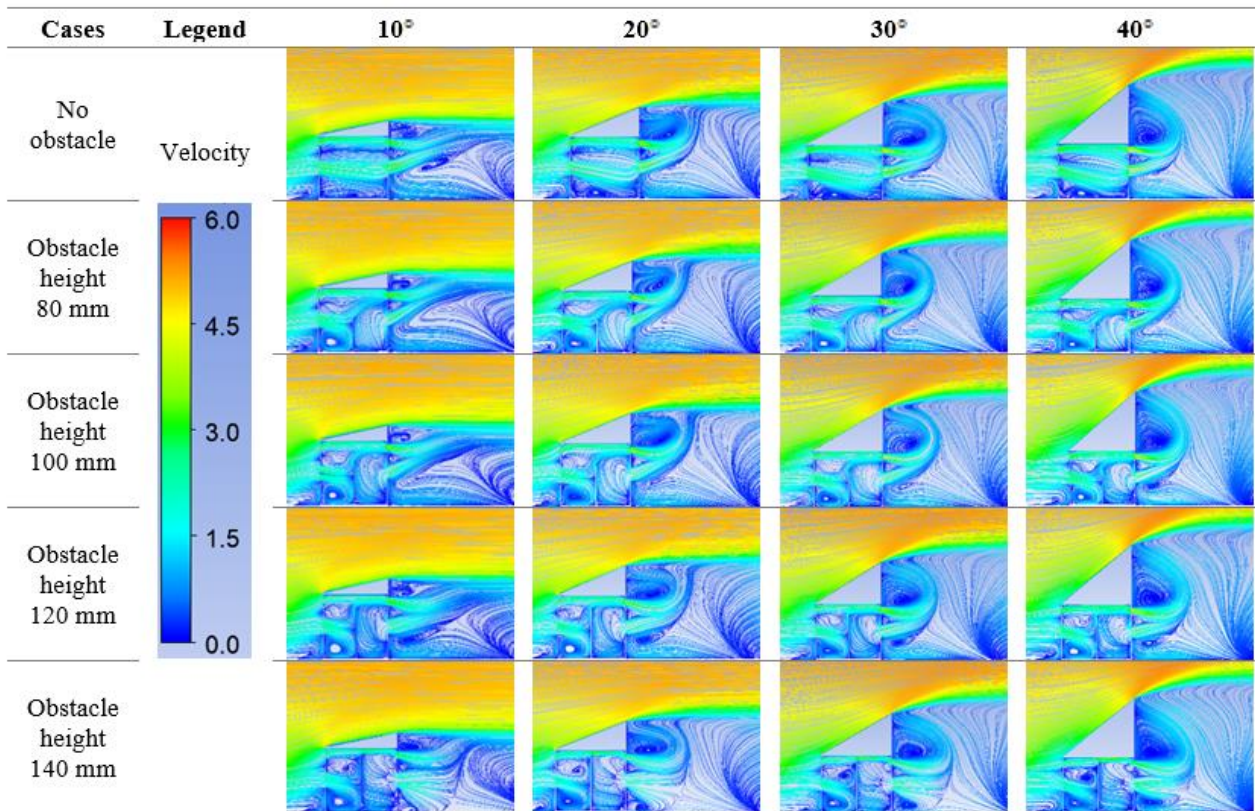 Cases Legend 10° 20° 30° 40°
No
obstacle
Velocity
6.0
4.5
3.0
1.5
0.0
Obstacle
height
80 mm
Obstacle
height
100 mm
Obstacle
height
120 mm
Obstacle
height
140 mm